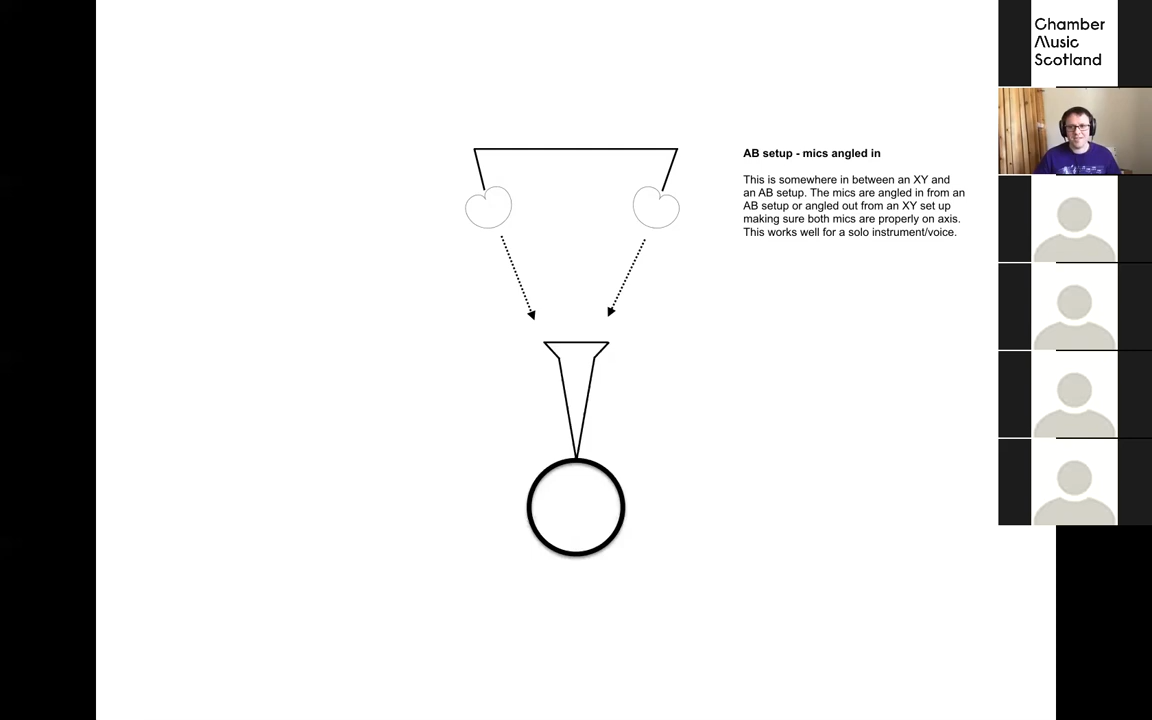 AB setup - mics angled in
This is somewhere in between an XY and
an AB setup. The mics are angled in from an
AB setup or angled out from an XY set up
making sure both mics are properly on axis.
This works well for a solo instrument/voice.
Chamber
Music
Scotland